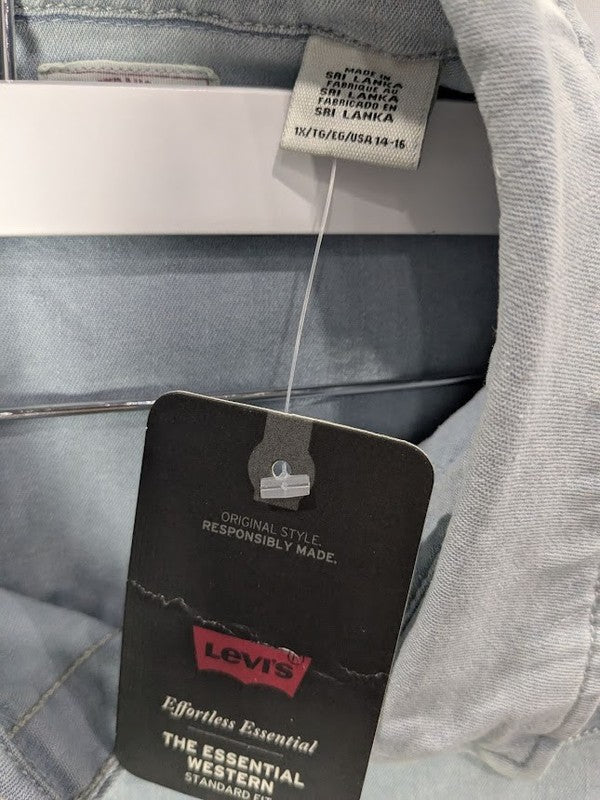 MADE IN
SRI LANKA
FABRIQUE AU
SRI LANKA
FABRICADO EN
SRI LANKA
1X/TG/EG/USA 14-16
ORIGINAL STYLE.
RESPONSIBLY MADE.
Levi's
Effortless Essential
THE ESSENTIAL
WESTERN
STANDARD FIT